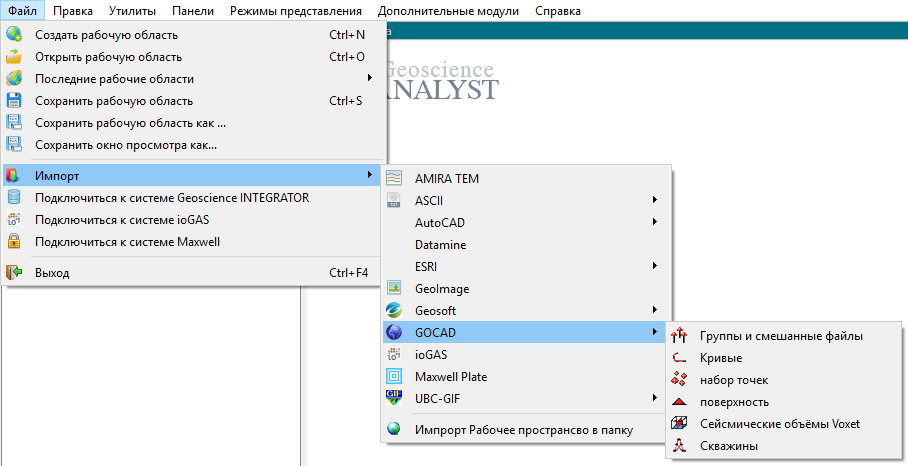 Файл Правка Утилиты Панели Режимы представления Дополнительные модули Справка
Создать рабочую область Ctrl+N
Открыть рабочую область Ctrl+O
Последние рабочие области
Сохранить рабочую область Ctrl+S
Сохранить рабочую область как ...
Сохранить окно просмотра как...
Импорт
Подключиться к системе Geoscience INTEGRATOR
Подключиться к системе ioGAS
Подключиться к системе Maxwell
Выход Ctrl+F4
Geoscience
ANALYST
AMIRA TEM
ASCII
AutoCAD
Datamine
ESRI
GeoImage
Geosoft
GOCAD
ioGAS
Maxwell Plate
UBC-GIF
Импрорт Рабочее пространсво в папку
Группы и смешанные файлы
Кривые
набор точек
поверхность
Сейсмические объёмы Voxet
Скважины